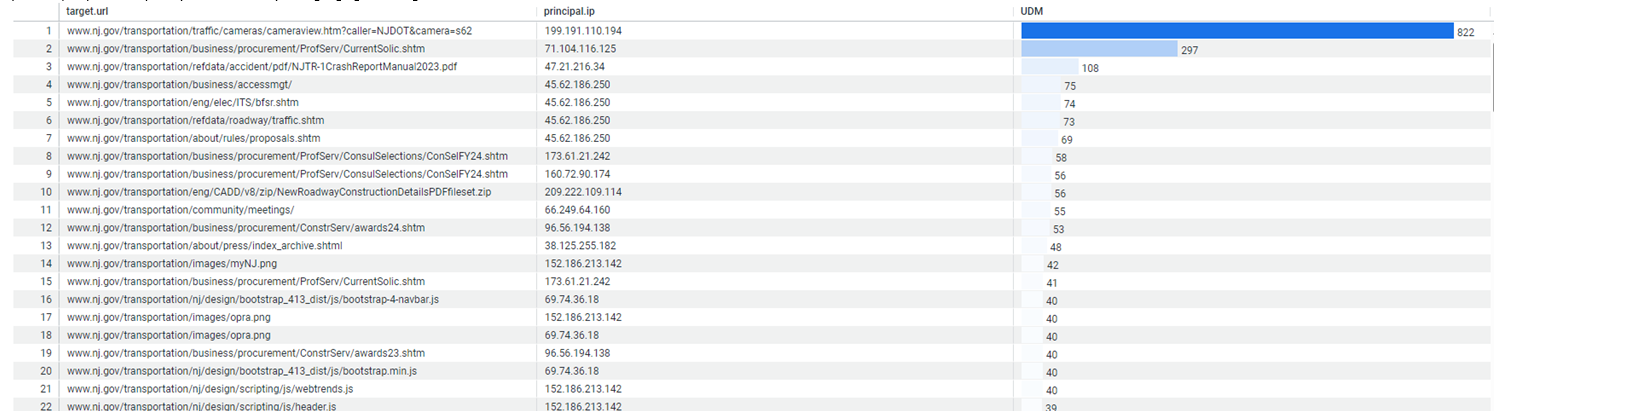 target.url principal.ip UDM
1 www.nj.gov/transportation/traffic/cameras/cameraview.htm?caller=NJDOT&camera=s62 199.191.110.194 822
2 www.nj.gov/transportation/business/procurement/ProfServ/CurrentSolic.shtm 71.104.116.125 297
3 www.nj.gov/transportation/refdata/accident/pdf/NJTR-1CrashReportManual2023.pdf 47.21.216.34 108
4 www.nj.gov/transportation/business/accessmgt/ 45.62.186.250 75
5 www.nj.gov/transportation/eng/elec/ITS/bfsr.shtm 45.62.186.250 74
6 www.nj.gov/transportation/refdata/roadway/traffic.shtm 45.62.186.250 73
7 www.nj.gov/transportation/about/rules/proposals.shtm 45.62.186.250 69
8 www.nj.gov/transportation/business/procurement/ProfServ/ConsulSelections/ConSelFY24.shtm 173.61.21.242 58
9 www.nj.gov/transportation/business/procurement/ProfServ/ConsulSelections/ConSelFY24.shtm 160.72.90.174 56
10 www.nj.gov/transportation/eng/CADD/v8/zip/NewRoadwayConstructionDetailsPDFfileset.zip 209.222.109.114 56
11 www.nj.gov/transportation/community/meetings/ 66.249.64.160 55
12 www.nj.gov/transportation/business/procurement/ConstrServ/awards24.shtm 96.56.194.138 53
13 www.nj.gov/transportation/about/press/index_archive.shtml 38.125.255.182 48
14 www.nj.gov/transportation/images/myNJ.png 152.186.213.142 42
15 www.nj.gov/transportation/business/procurement/ProfServ/CurrentSolic.shtm 173.61.21.242 41
16 www.nj.gov/transportation/nj/design/bootstrap_413_dist/js/bootstrap-4-navbar.js 69.74.36.18 40
17 www.nj.gov/transportation/images/opra.png 152.186.213.142 40
18 www.nj.gov/transportation/images/opra.png 69.74.36.18 40
19 www.nj.gov/transportation/business/procurement/ConstrServ/awards23.shtm 96.56.194.138 40
20 www.nj.gov/transportation/nj/design/bootstrap_413_dist/js/bootstrap.min.js 69.74.36.18 40
21 www.nj.gov/transportation/nj/design/scripting/js/webtrends.js 152.186.213.142 40
22 www.nj.gov/transportation/nj/design/scripting/js/header.js 152.186.213.142 39